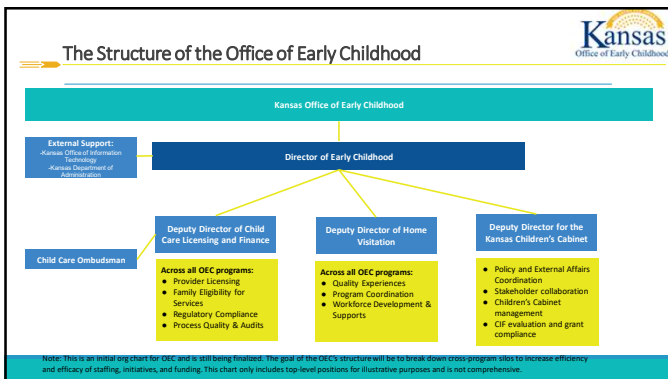 The Structure of the Office of Early Childhood
Kansas
Office of Early Childhood
Kansas Office of Early Childhood
External Support:
-Kansas Office of Information
Technology
-Kansas Department of
Administration
Director of Early Childhood
Deputy Director of Child
Care Licensing and Finance
Deputy Director of Home
Visitation
Deputy Director for the
Kansas Children's Cabinet
Child Care Ombudsman
Across all OEC programs:
● Provider Licensing
● Family Eligibility for
Services
● Regulatory Compliance
● Process Quality & Audits
Across all OEC programs:
● Quality Experiences
● Program Coordination
● Workforce Development &
Supports
● Policy and External Affairs
Coordination
● Stakeholder collaboration
● Children's Cabinet
management
● CIF evaluation and grant
compliance
Note: This is an initial org chart for OEC and is still being finalized. The goal of the OEC's structure will be to break down cross-program silos to increase efficiency
and efficacy of staffing, initiatives, and funding. This chart only includes top-level positions for illustrative purposes and is not comprehensive.